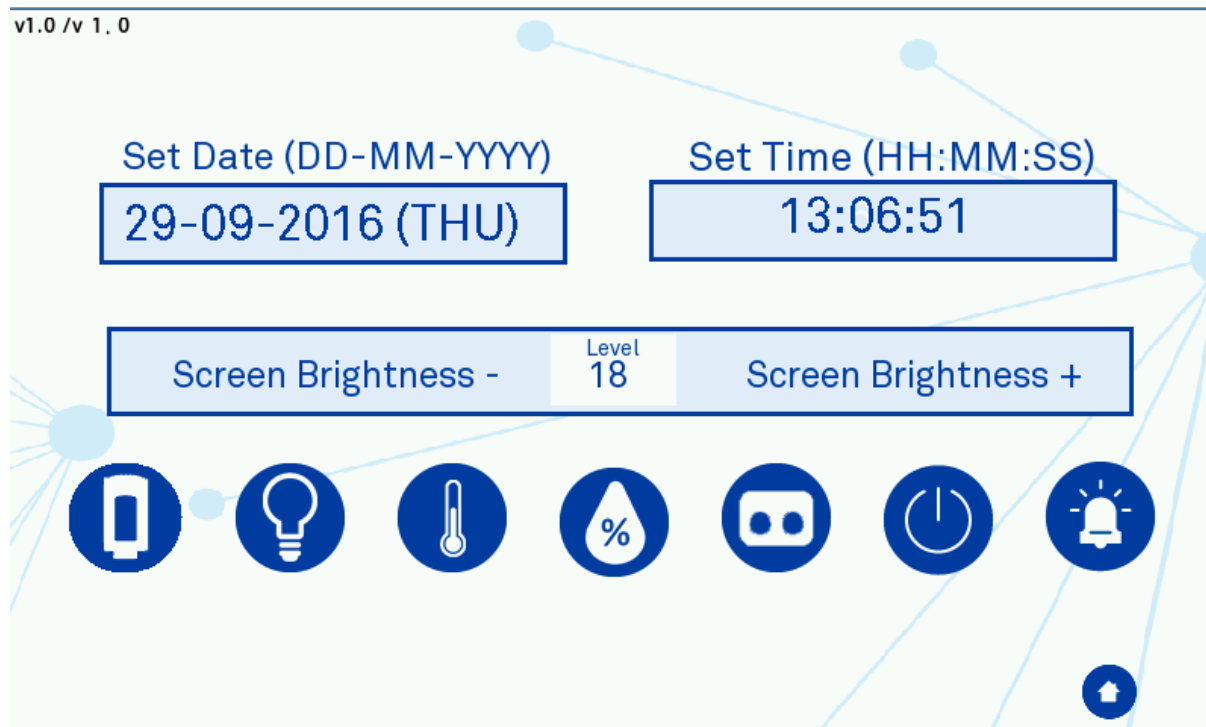 v1.0 /v 1, 0
Set Date (DD-MM-YYYY)
Set Time (HH:MM:SS)
29-09-2016 (THU)
13:06:51
Screen Brightness -
Level
18
Screen Brightness +
%